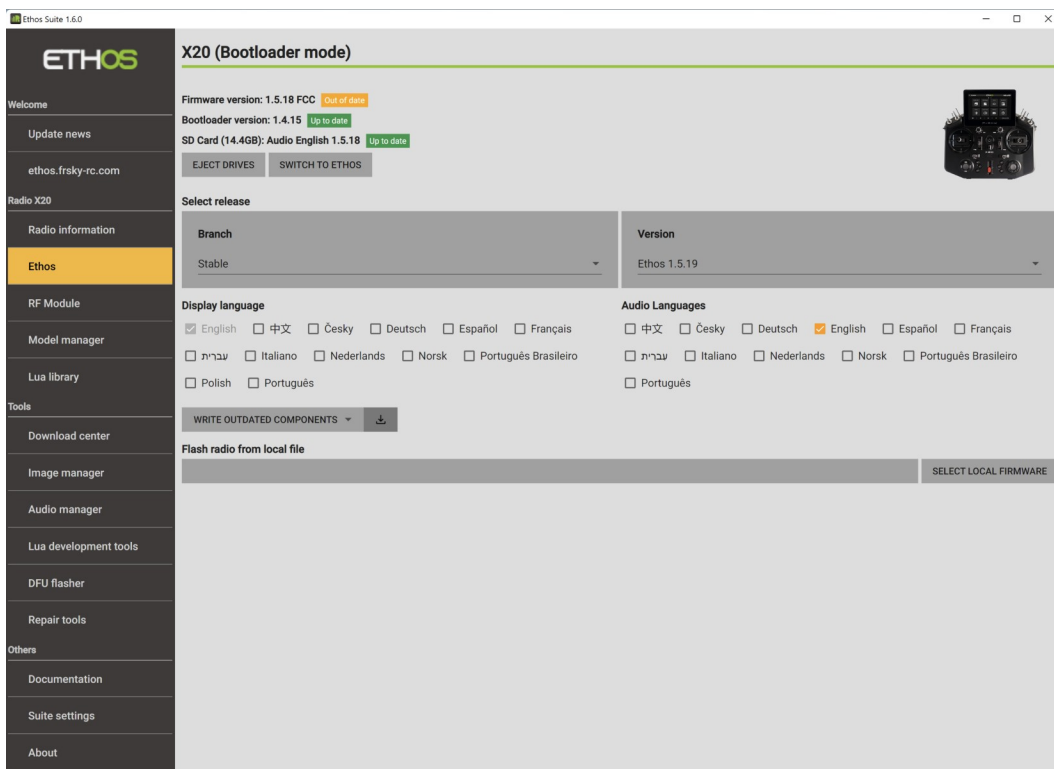 Ethos Suite 1.6.0
ETHOS
Welcome
Update news
ethos.frsky-rc.com
Radio X20
Radio information
Ethos
RF Module
Model manager
Lua library
Tools
Download center
Image manager
Audio manager
Lua development tools
DFU flasher
Repair tools
Others
Documentation
Suite settings
About
X20 (Bootloader mode)
Firmware version: 1.5.18 FCC Out of date
Bootloader version: 1.4.15 Up to date
SD Card (14.4GB): Audio English 1.5.18 Up to date
EJECT DRIVES SWITCH TO ETHOS
Select release
Branch
Stable
Version
Ethos 1.5.19
Display language
English 中文 Česky Deutsch Español Français
עברית Italiano Nederlands Norsk Português Brasileiro
Polish Português
Audio Languages
中文 Česky Deutsch English Español Français
עברית Italiano Nederlands Norsk Português Brasileiro
Português
WRITE OUTDATED COMPONENTS
Flash radio from local file
SELECT LOCAL FIRMWARE